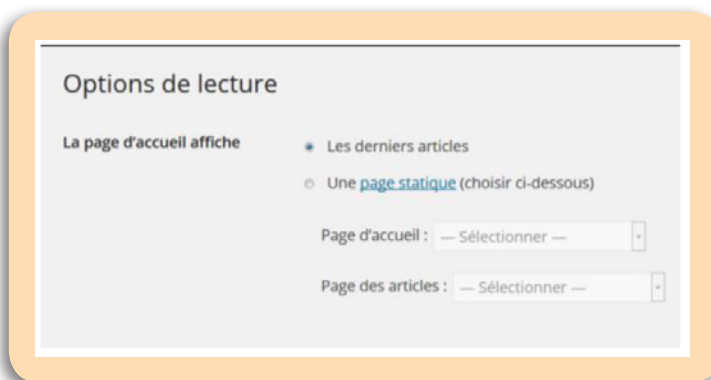 Options de lecture
La page d'accueil affiche
Les derniers articles
Une page statique (choisir ci-dessous)
Page d'accueil : — Sélectionner —
Page des articles : — Sélectionner —